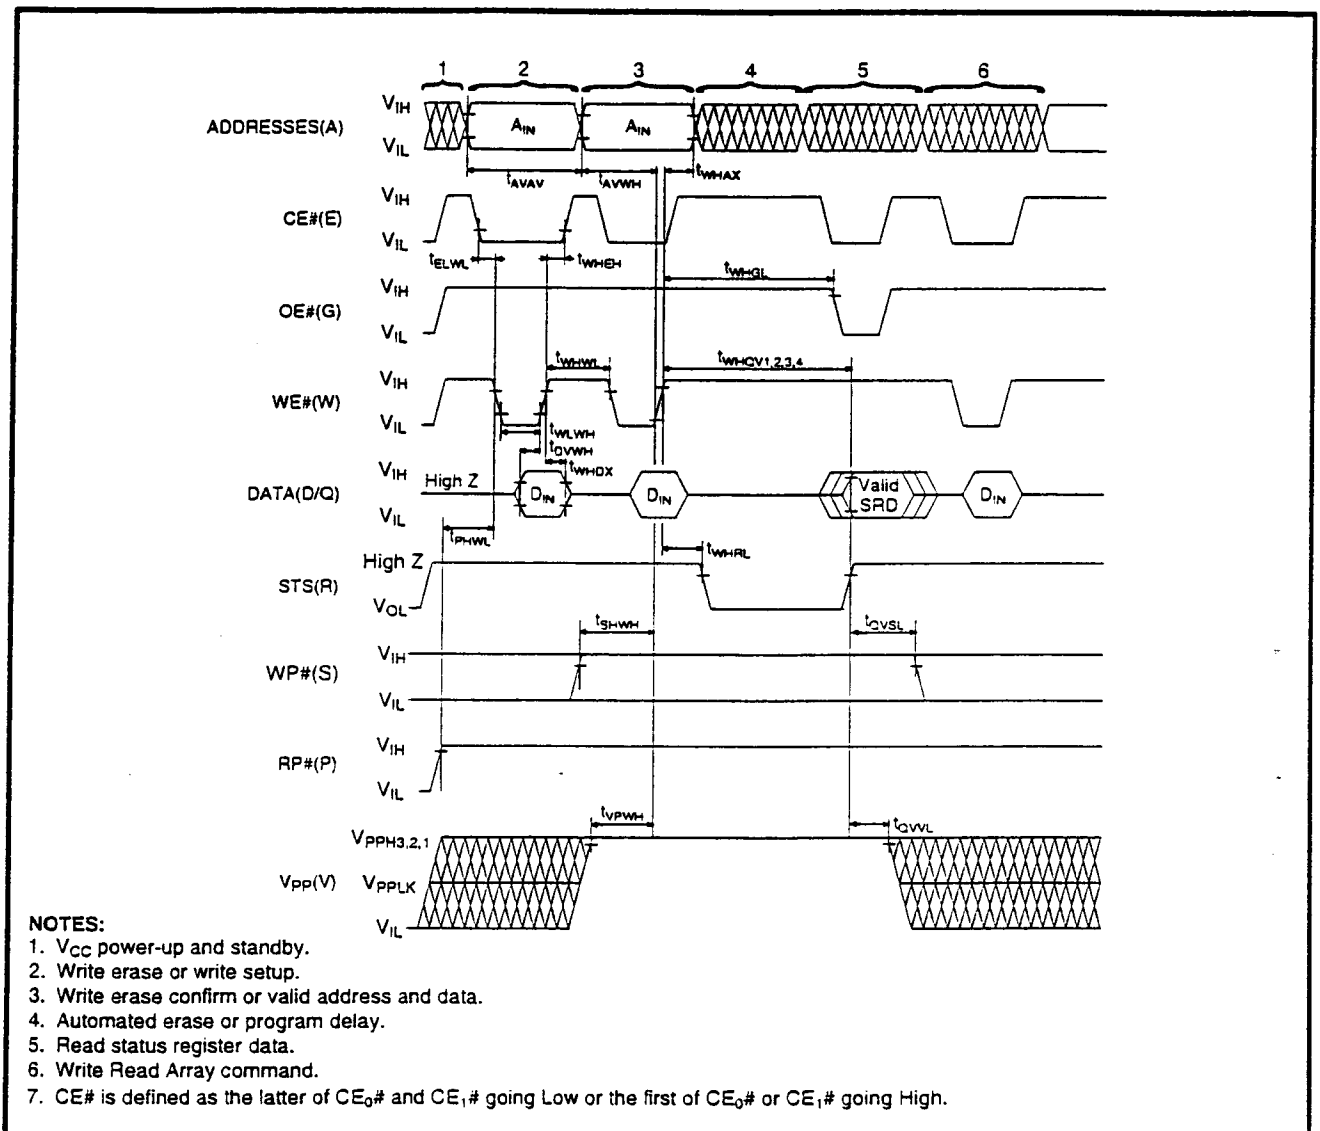 1 2 3 4 5 6
ADDRESSES(A) VIH VIL AIN AIN
tAVAV tAVWH tWHAX
CE#(E) VIH VIL
tELWL tWHEH tWHGL
OE#(G) VIH VIL
tWHWL tWHQV1,2,3,4
WE#(W) VIH VIL
tWLWH
tDVWH
tWHDX
DATA(D/Q) VIH High Z VIL DIN DIN Valid SRD DIN
tPHWL tWHRL
STS(R) High Z VOL
tSHWH tQVSL
WP#(S) VIH VIL
RP#(P) VIH VIL
tVPWH tQVVL
VPP(V) VPPH3,2,1 VPPLK VIL
NOTES:
1. VCC power-up and standby.
2. Write erase or write setup.
3. Write erase confirm or valid address and data.
4. Automated erase or program delay.
5. Read status register data.
6. Write Read Array command.
7. CE# is defined as the latter of CE0# and CE1# going Low or the first of CE0# or CE1# going High.